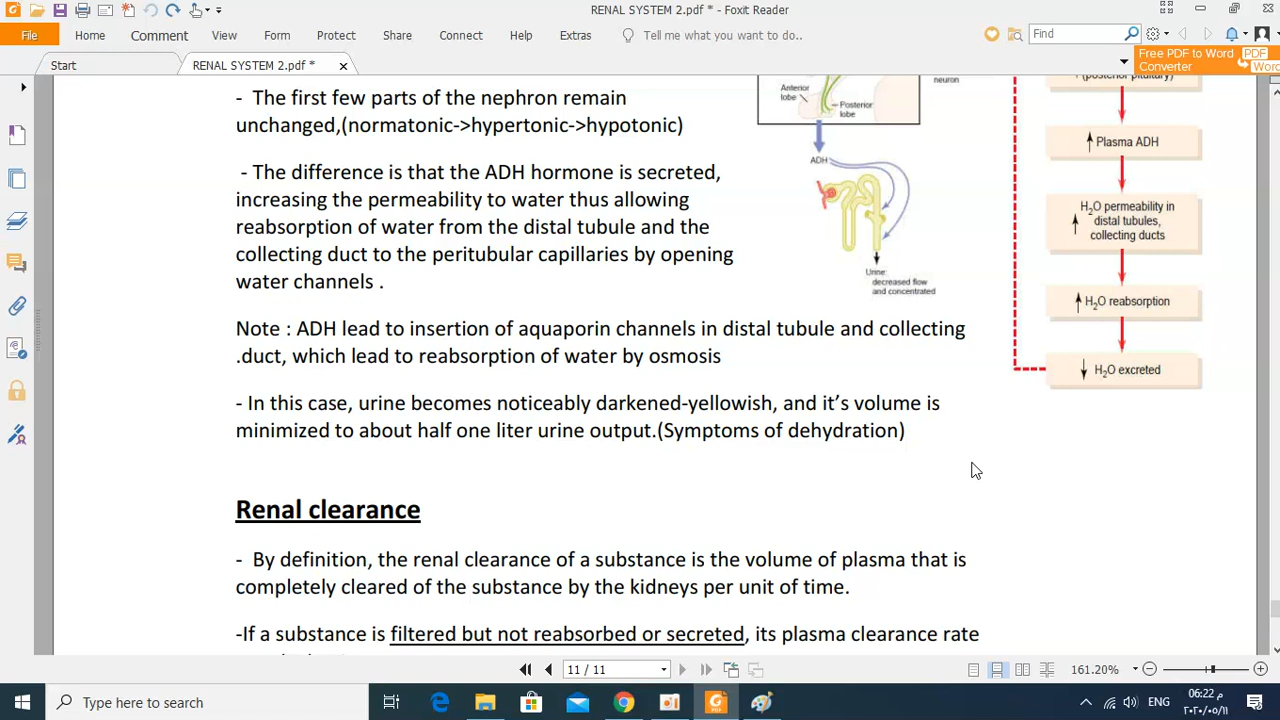 RENAL SYSTEM 2.pdf * - Foxit Reader
File Home Comment View Form Protect Share Connect Help Extras Tell me what you want to do.. Find
Start RENAL SYSTEM 2.pdf *
Free PDF to Word Converter
PDF
Word
- The first few parts of the nephron remain
unchanged,(normatonic->hypertonic->hypotonic)
- The difference is that the ADH hormone is secreted,
increasing the permeability to water thus allowing
reabsorption of water from the distal tubule and the
collecting duct to the peritubular capillaries by opening
water channels .
Anterior
lobe
Posterior
lobe
neuron
ADH
Urine:
decreased flow
and concentrated
(posterior pituitary)
↑ Plasma ADH
↑ H2O permeability in
distal tubules,
collecting ducts
↑ H2O reabsorption
↓ H2O excreted
Note : ADH lead to insertion of aquaporin channels in distal tubule and collecting
.duct, which lead to reabsorption of water by osmosis
- In this case, urine becomes noticeably darkened-yellowish, and it's volume is
minimized to about half one liter urine output.(Symptoms of dehydration)
Renal clearance
- By definition, the renal clearance of a substance is the volume of plasma that is
completely cleared of the substance by the kidneys per unit of time.
-If a substance is filtered but not reabsorbed or secreted, its plasma clearance rate
11 / 11
161.20%
Type here to search
ENG
06:22 م
٢٠٢٠/٠٥/١١